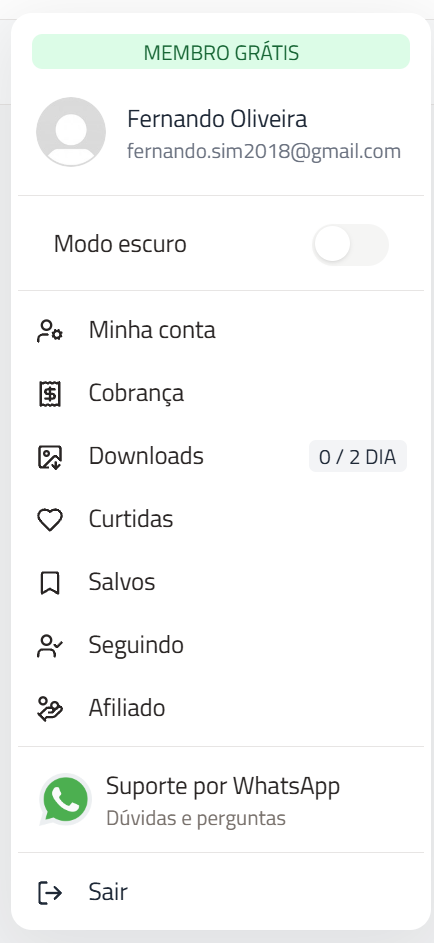 MEMBRO GRÁTIS
Fernando Oliveira
fernando.sim2018@gmail.com
Modo escuro
Minha conta
Cobrança
Downloads 0 / 2 DIA
Curtidas
Salvos
Seguindo
Afiliado
Suporte por WhatsApp
Dúvidas e perguntas
Sair